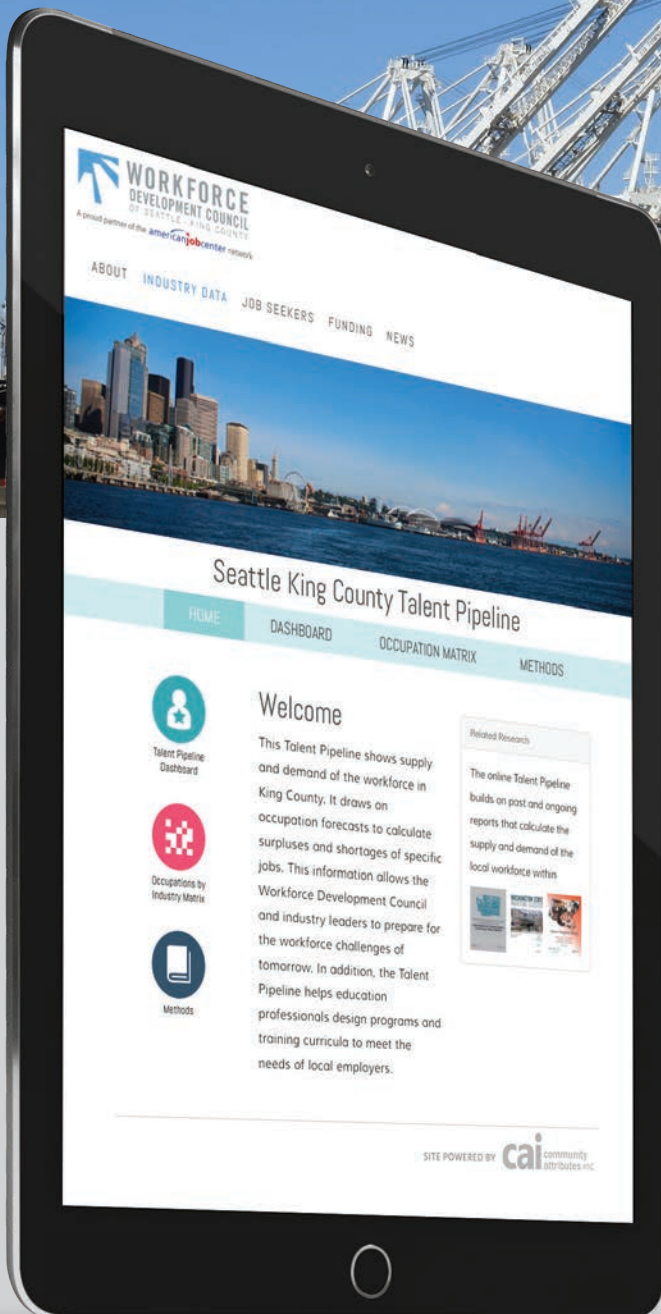 WORKFORCE
DEVELOPMENT COUNCIL
OF SEATTLE - KING COUNTY
A proud partner of the americanjobcenter network
ABOUT INDUSTRY DATA JOB SEEKERS FUNDING NEWS
Seattle King County Talent Pipeline
HOME DASHBOARD OCCUPATION MATRIX METHODS
Talent Pipeline
Dashboard
Occupations by
Industry Matrix
Methods
Welcome
This Talent Pipeline shows supply
and demand of the workforce in
King County. It draws on
occupation forecasts to calculate
surpluses and shortages of specific
jobs. This information allows the
Workforce Development Council
and industry leaders to prepare for
the workforce challenges of
tomorrow. In addition, the Talent
Pipeline helps education
professionals design programs and
training curricula to meet the
needs of local employers.
Related Research
The online Talent Pipeline
builds on past and ongoing
reports that calculate the
supply and demand of the
local workforce within
WASHINGTON STATE
SITE POWERED BY cai community
attributes inc